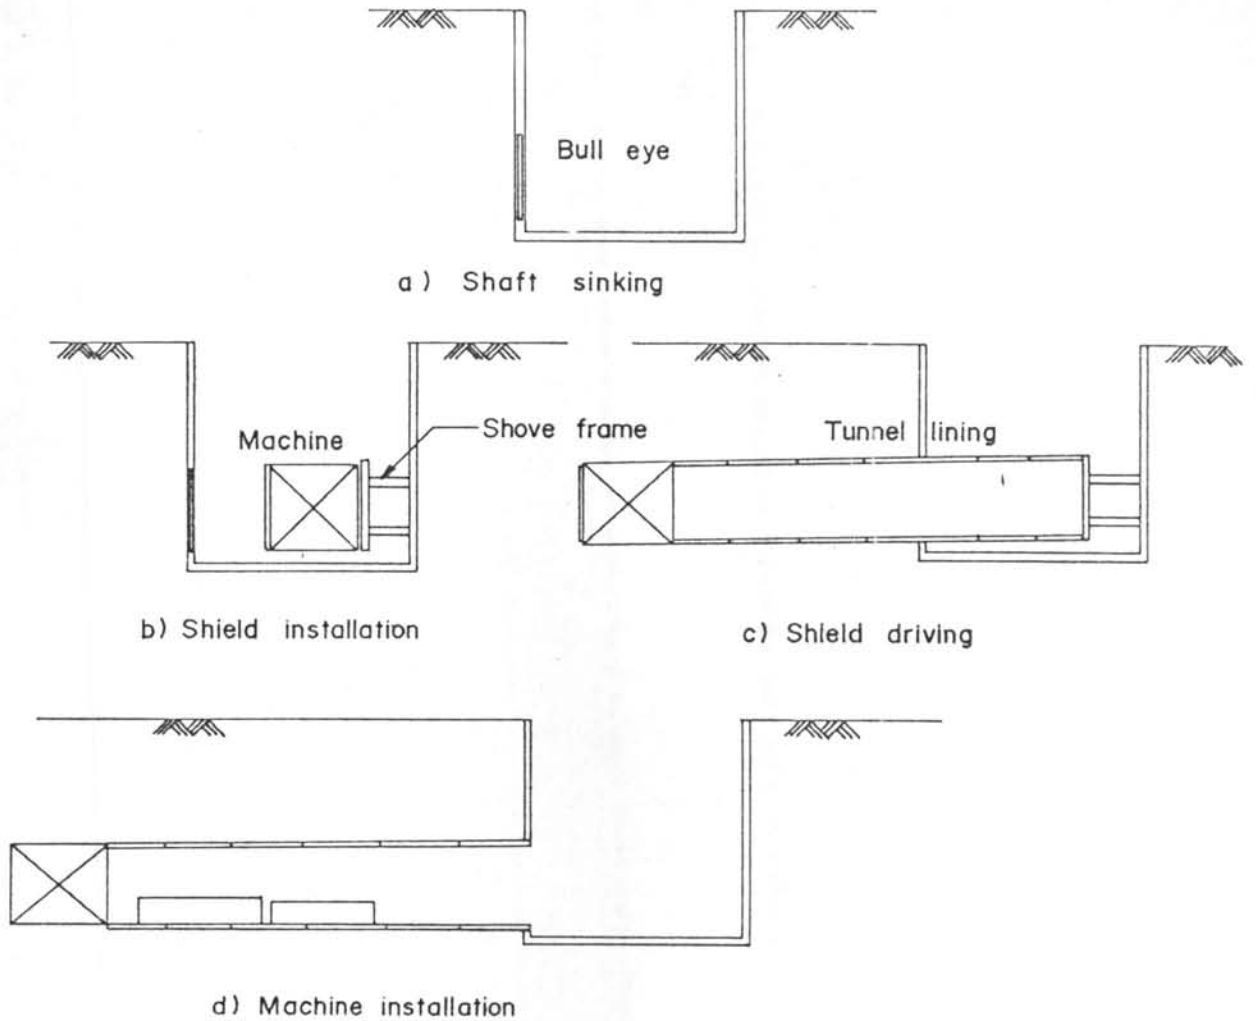 Bull eye
a) Shaft sinking
Machine
Shove frame
Tunnel lining
b) Shield installation
c) Shield driving
d) Machine installation